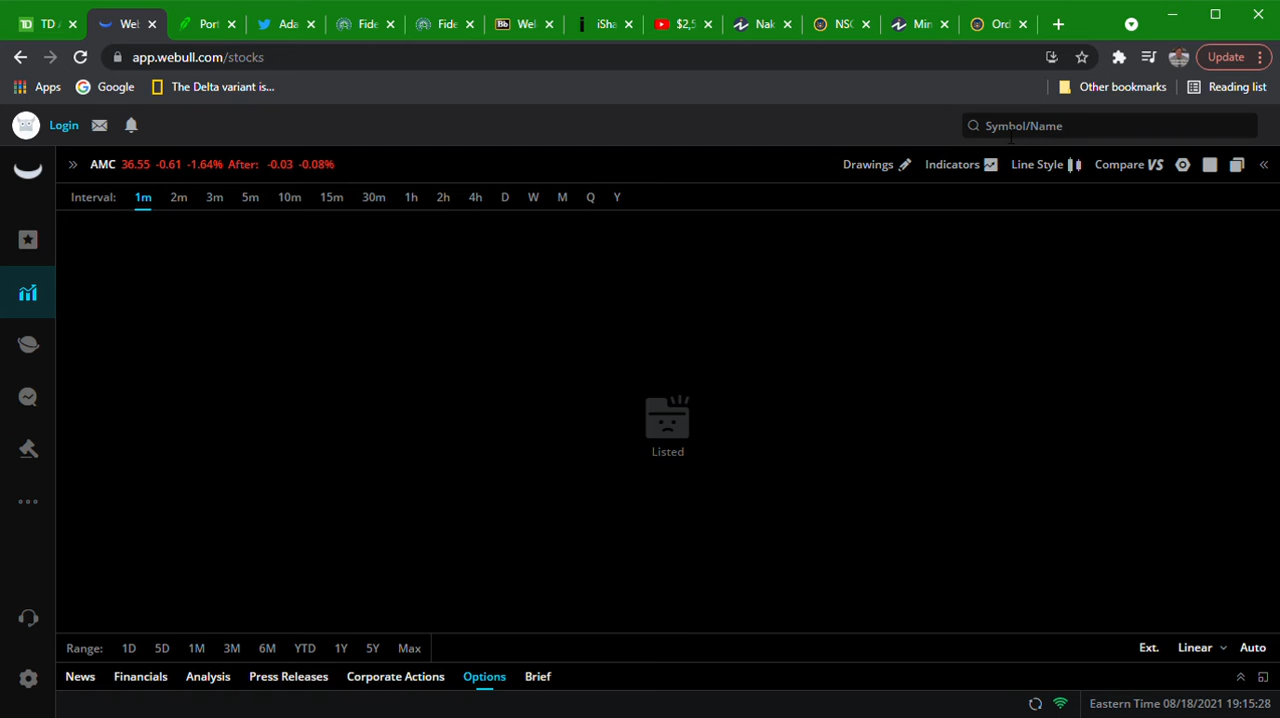 TD A Wel Port Ada Fide Fide Bb Wel iSha $2,5 Nak NSC Min Ord
app.webull.com/stocks Update
Apps Google The Delta variant is... Other bookmarks Reading list
Login Symbol/Name
AMC 36.55 -0.61 -1.64% After: -0.03 -0.08% Drawings Indicators Line Style Compare VS
Interval: 1m 2m 3m 5m 10m 15m 30m 1h 2h 4h D W M Q Y
Listed
Range: 1D 5D 1M 3M 6M YTD 1Y 5Y Max Ext. Linear Auto
News Financials Analysis Press Releases Corporate Actions Options Brief
Eastern Time 08/18/2021 19:15:28